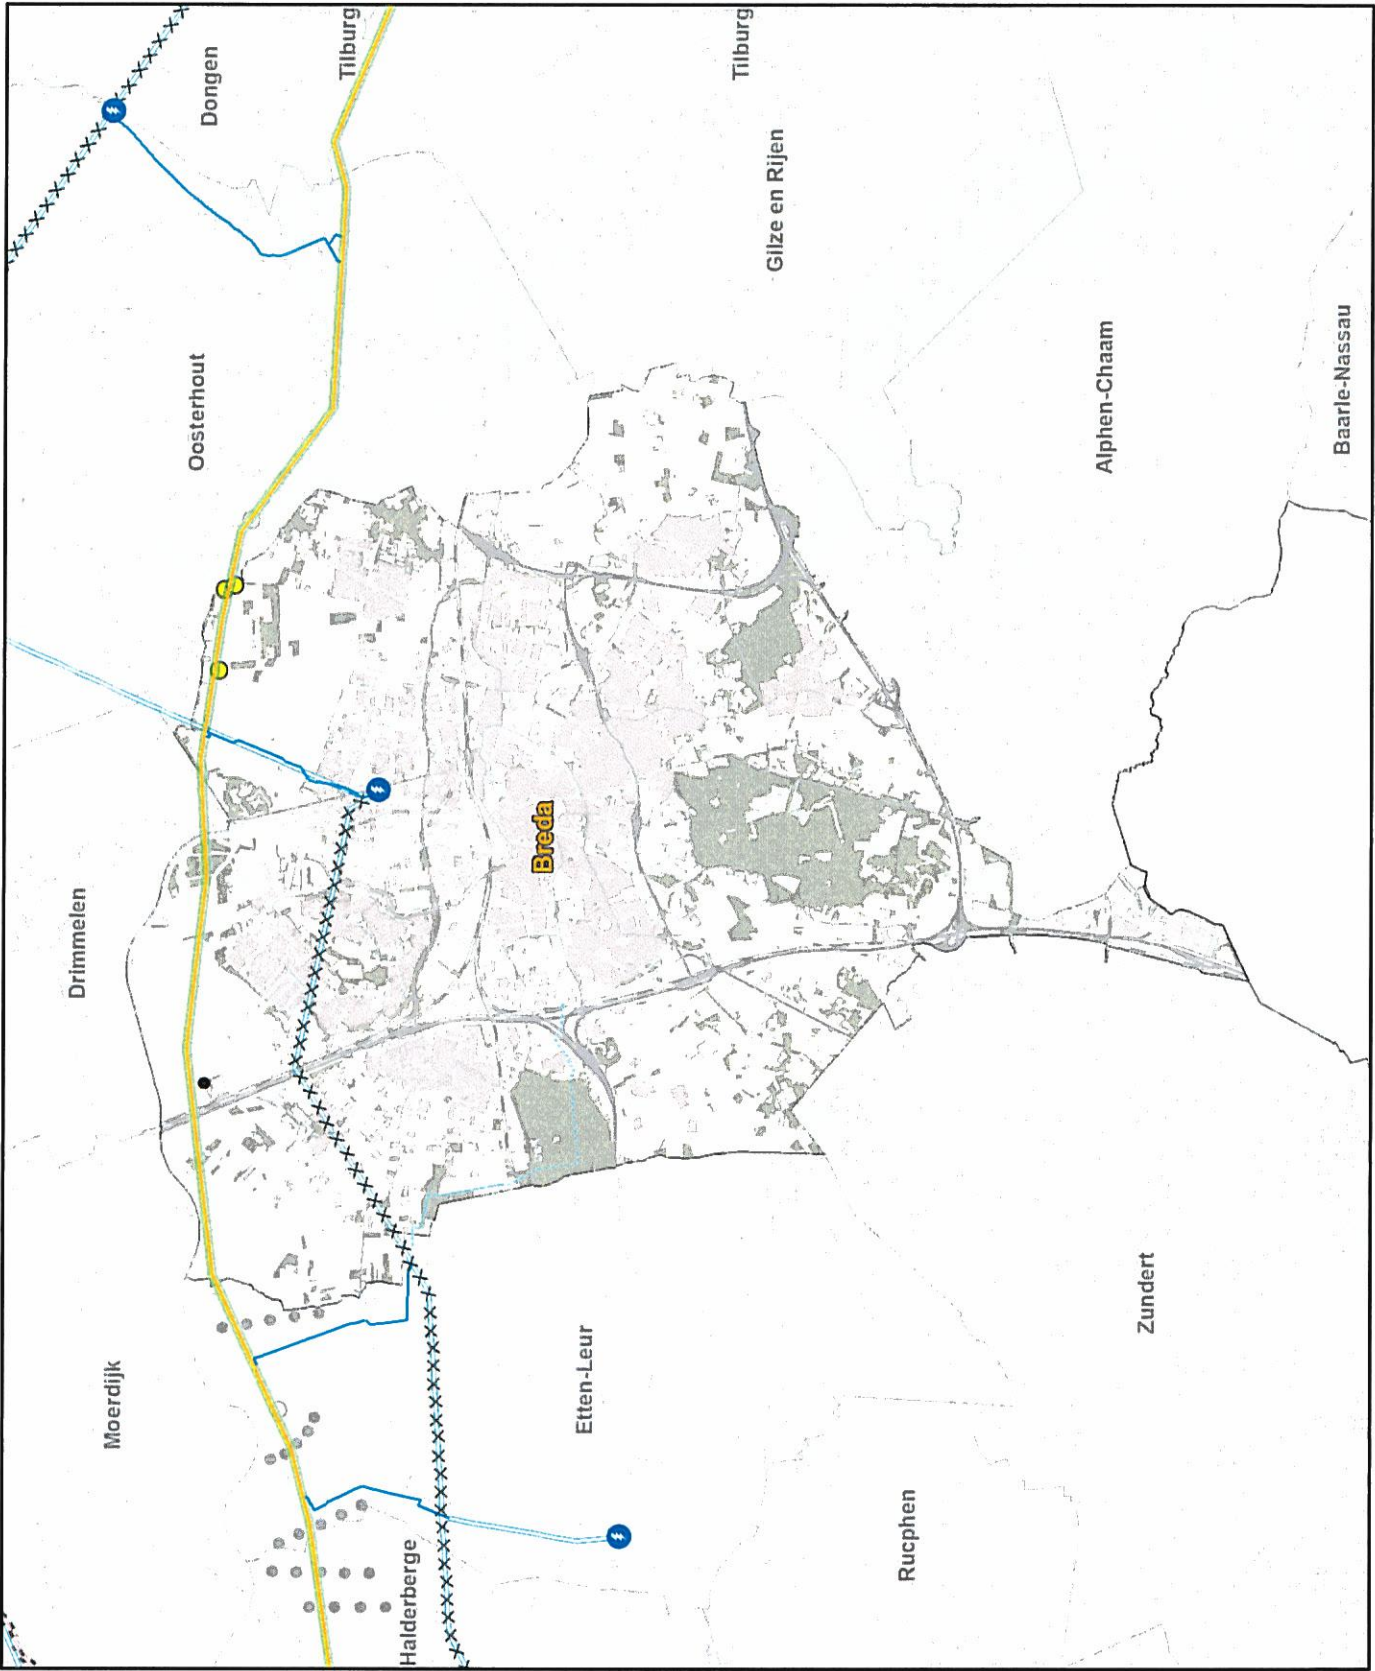 Moerdijk
Drimmelen
Oosterhout
Dongen
Tilburg
Halderberge
Etten-Leur
Breda
Tilburg
Gilze en Rijen
Rucphen
Zundert
Alphen-Chaam
Baarle-Nassau